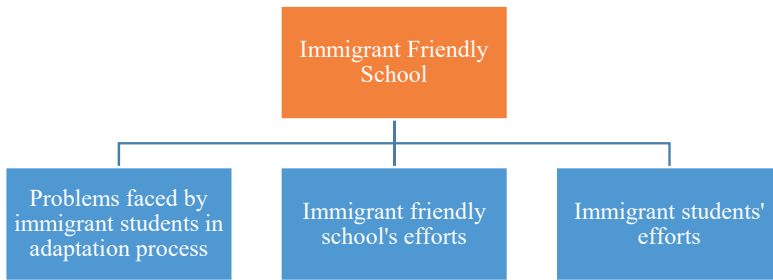 Immigrant Friendly
School
Problems faced by
immigrant students in
adaptation process
Immigrant friendly
school's efforts
Immigrant students'
efforts